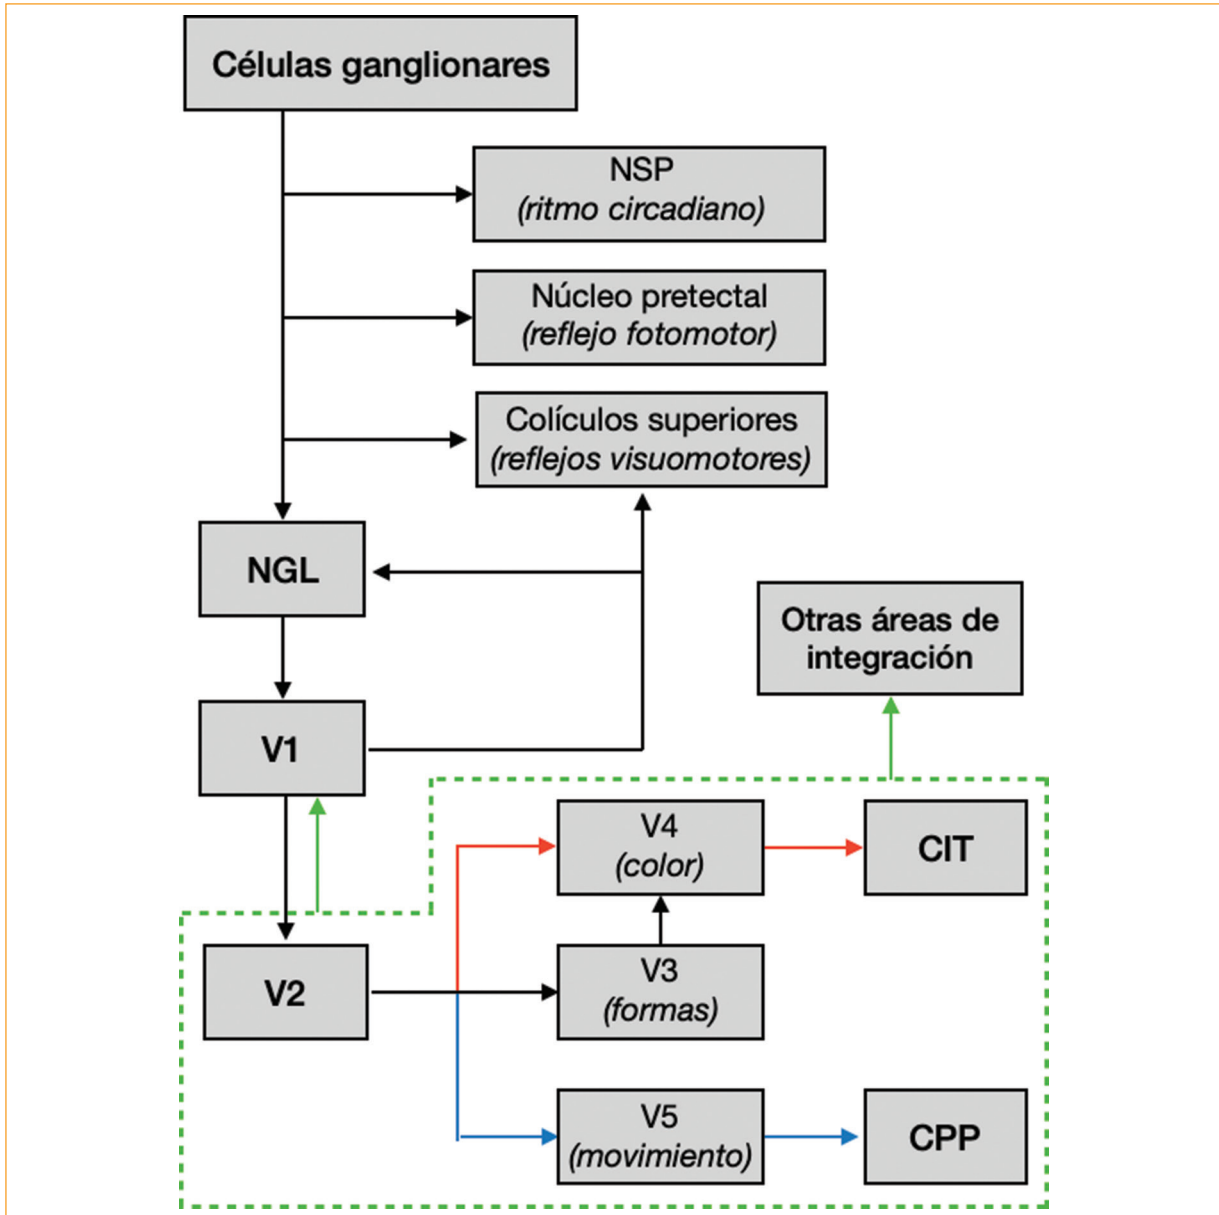 Células ganglionares
NSP
(ritmo circadiano)
Núcleo pretectal
(reflejo fotomotor)
Colículos superiores
(reflejos visuomotores)
NGL
Otras áreas de
integración
V1
V4
(color)
CIT
V2
V3
(formas)
V5
(movimiento)
CPP